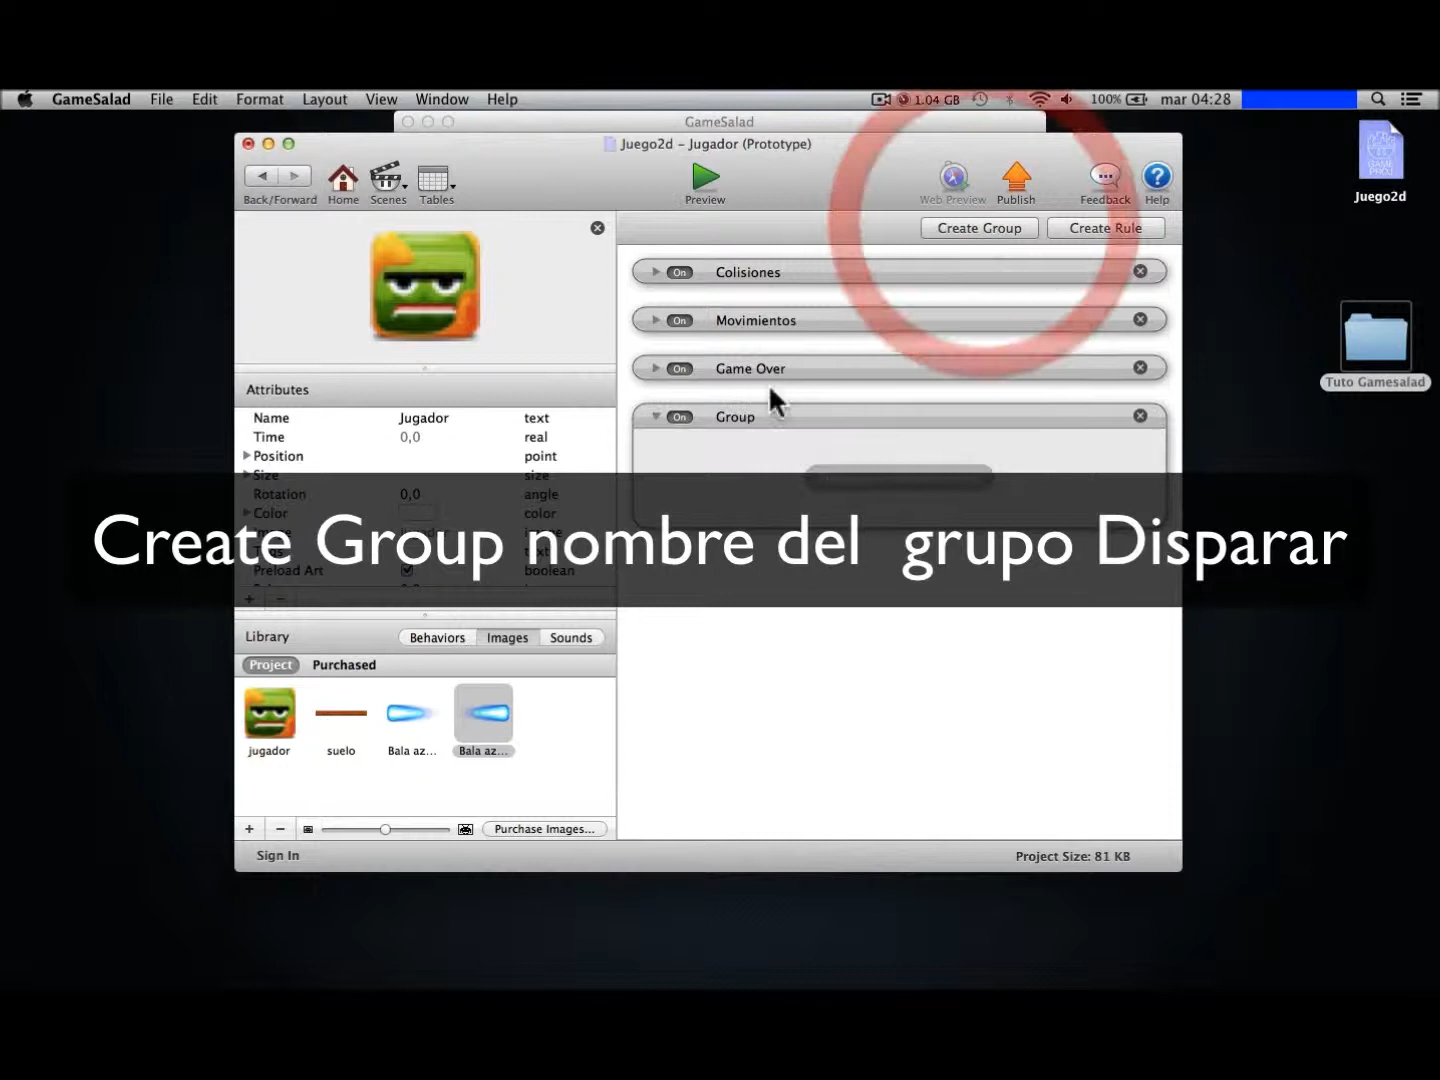 GameSalad File Edit Format Layout View Window Help 1.04 GB 100% mar 04:28
GameSalad
Juego2d - Jugador (Prototype)
Back/Forward Home Scenes Tables Preview Web Preview Publish Feedback Help
Create Group Create Rule
On Colisiones
On Movimientos
On Game Over
On Group
Attributes
Name Jugador text
Time 0,0 real
Position point
Size size
Rotation 0,0 angle
Color color
Create Group nombre del grupo Disparar
Preload Art boolean
Library Behaviors Images Sounds
Project Purchased
jugador suelo Bala az... Bala az...
Purchase Images...
Sign In Project Size: 81 KB
Juego2d
Tuto Gamesalad